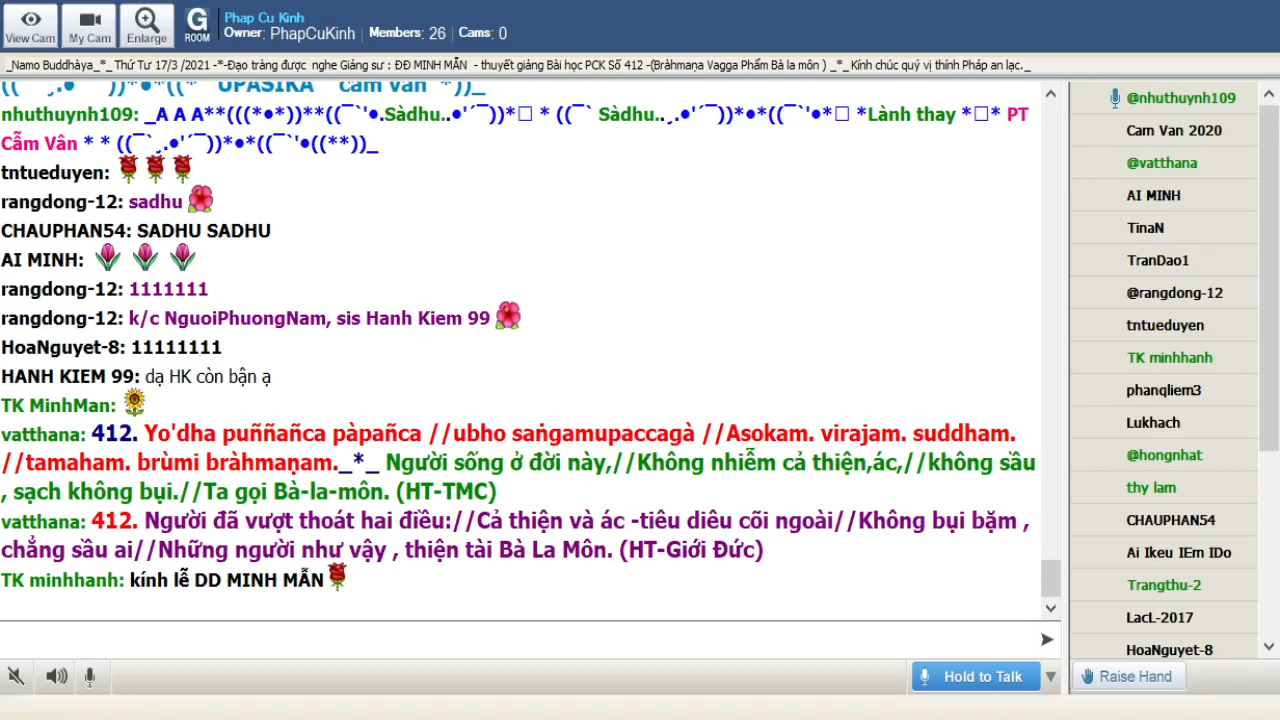 View Cam
My Cam
Enlarge
G
ROOM
Phap Cu Kinh
Owner: PhapCuKinh Members: 26 Cams: 0
_Namo Buddhàya_*_ Thứ Tư 17/3 /2021 -*-Đạo tràng được nghe Giảng sư : ĐĐ MINH MẪN - thuyết giảng Bài học PCK Số 412 -(Bràhmaṇa Vagga Phẩm Bà la môn ) _*_ Kính chúc quý vị thính Pháp an lạc._
UPASIKA cẩm vân
nhuthuynh109: _A A A**(((*•*))**((¯`'•.Sàdhu..•'´¯))*□ * ((¯` Sàdhu..¸.•'´¯))*•*((¯`'•*□ *Lành thay *□* PT
Cẫm Vân * * ((¯`¸.•'´¯))*•*((¯`'•((**))_
tntueduyen:
rangdong-12: sadhu
CHAUPHAN54: SADHU SADHU
AI MINH:
rangdong-12: 1111111
rangdong-12: k/c NguoiPhuongNam, sis Hanh Kiem 99
HoaNguyet-8: 11111111
HANH KIEM 99: dạ HK còn bận ạ
TK MinhMan:
vatthana: 412. Yo'dha puññañca pàpañca //ubho saṅgamupaccagà //Asokam. virajam. suddham.
//tamaham. brùmi bràhmaṇam._*_ Người sống ở đời này,//Không nhiễm cả thiện,ác,//không sầu
, sạch không bụi.//Ta gọi Bà-la-môn. (HT-TMC)
vatthana: 412. Người đã vượt thoát hai điều://Cả thiện và ác -tiêu diêu cõi ngoài//Không bụi bặm ,
chẳng sầu ai//Những người như vậy , thiện tài Bà La Môn. (HT-Giới Đức)
TK minhhanh: kính lễ DD MINH MẪN
Hold to Talk
@nhuthuynh109
Cam Van 2020
@vatthana
AI MINH
TinaN
TranDao1
@rangdong-12
tntueduyen
TK minhhanh
phanqliem3
Lukhach
@hongnhat
thy lam
CHAUPHAN54
Ai Ikeu IEm IDo
Trangthu-2
LacL-2017
HoaNguyet-8
Raise Hand